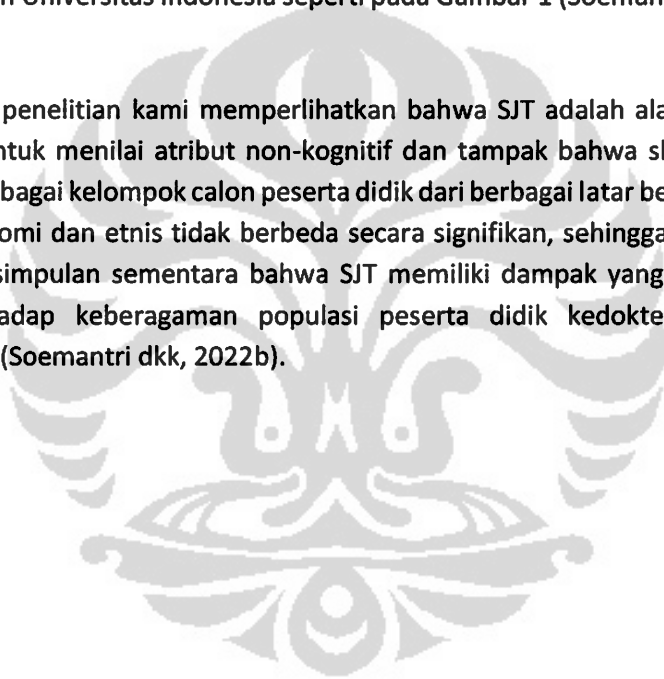 n Universitas Indonesia seperti pada Gambar 1 (Soeman
penelitian kami memperlihatkan bahwa SJT adalah ala
ntuk menilai atribut non-kognitif dan tampak bahwa s
bagai kelompok calon peserta didik dari berbagai latar be
omi dan etnis tidak berbeda secara signifikan, sehingga
simpulan sementara bahwa SJT memiliki dampak yang
adap keberagaman populasi peserta didik kedokte
(Soemantri dkk, 2022b).